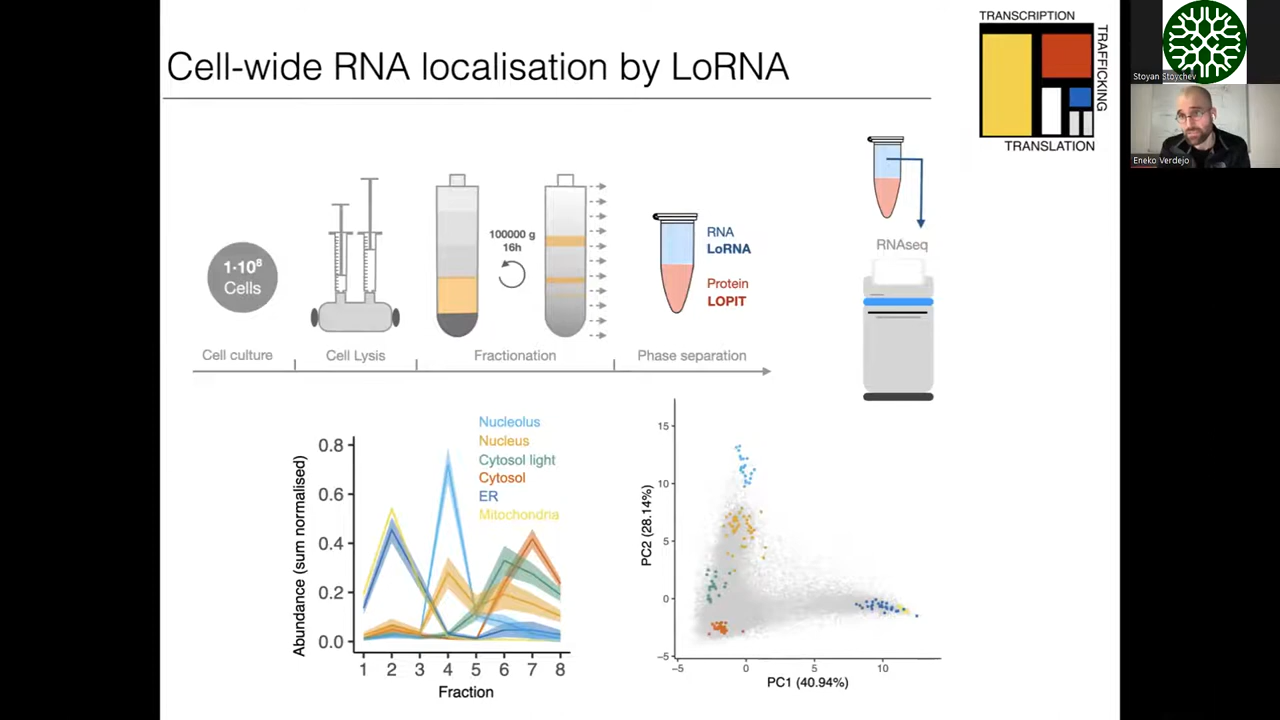 Cell-wide RNA localisation by LoRNA
TRANSCRIPTION
TRAFFICKING
TRANSLATION
Stoyan Stoychev
Eneko Verdejo
1·10⁸
Cells
100000 g
16h
RNA
LoRNA
Protein
LOPIT
RNAseq
Cell culture
Cell Lysis
Fractionation
Phase separation
Nucleolus
Nucleus
Cytosol light
Cytosol
ER
Mitochondria
Abundance (sum normalised)
0.8
0.6
0.4
0.2
0.0
1 2 3 4 5 6 7 8
Fraction
PC2 (28.14%)
15
10
5
0
−5
−5 0 5 10
PC1 (40.94%)